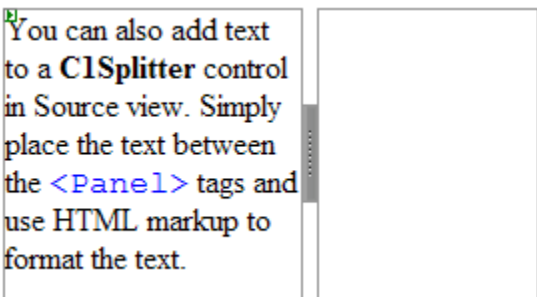 You can also add text
to a C1Splitter control
in Source view. Simply
place the text between
the <Panel> tags and
use HTML markup to
format the text.